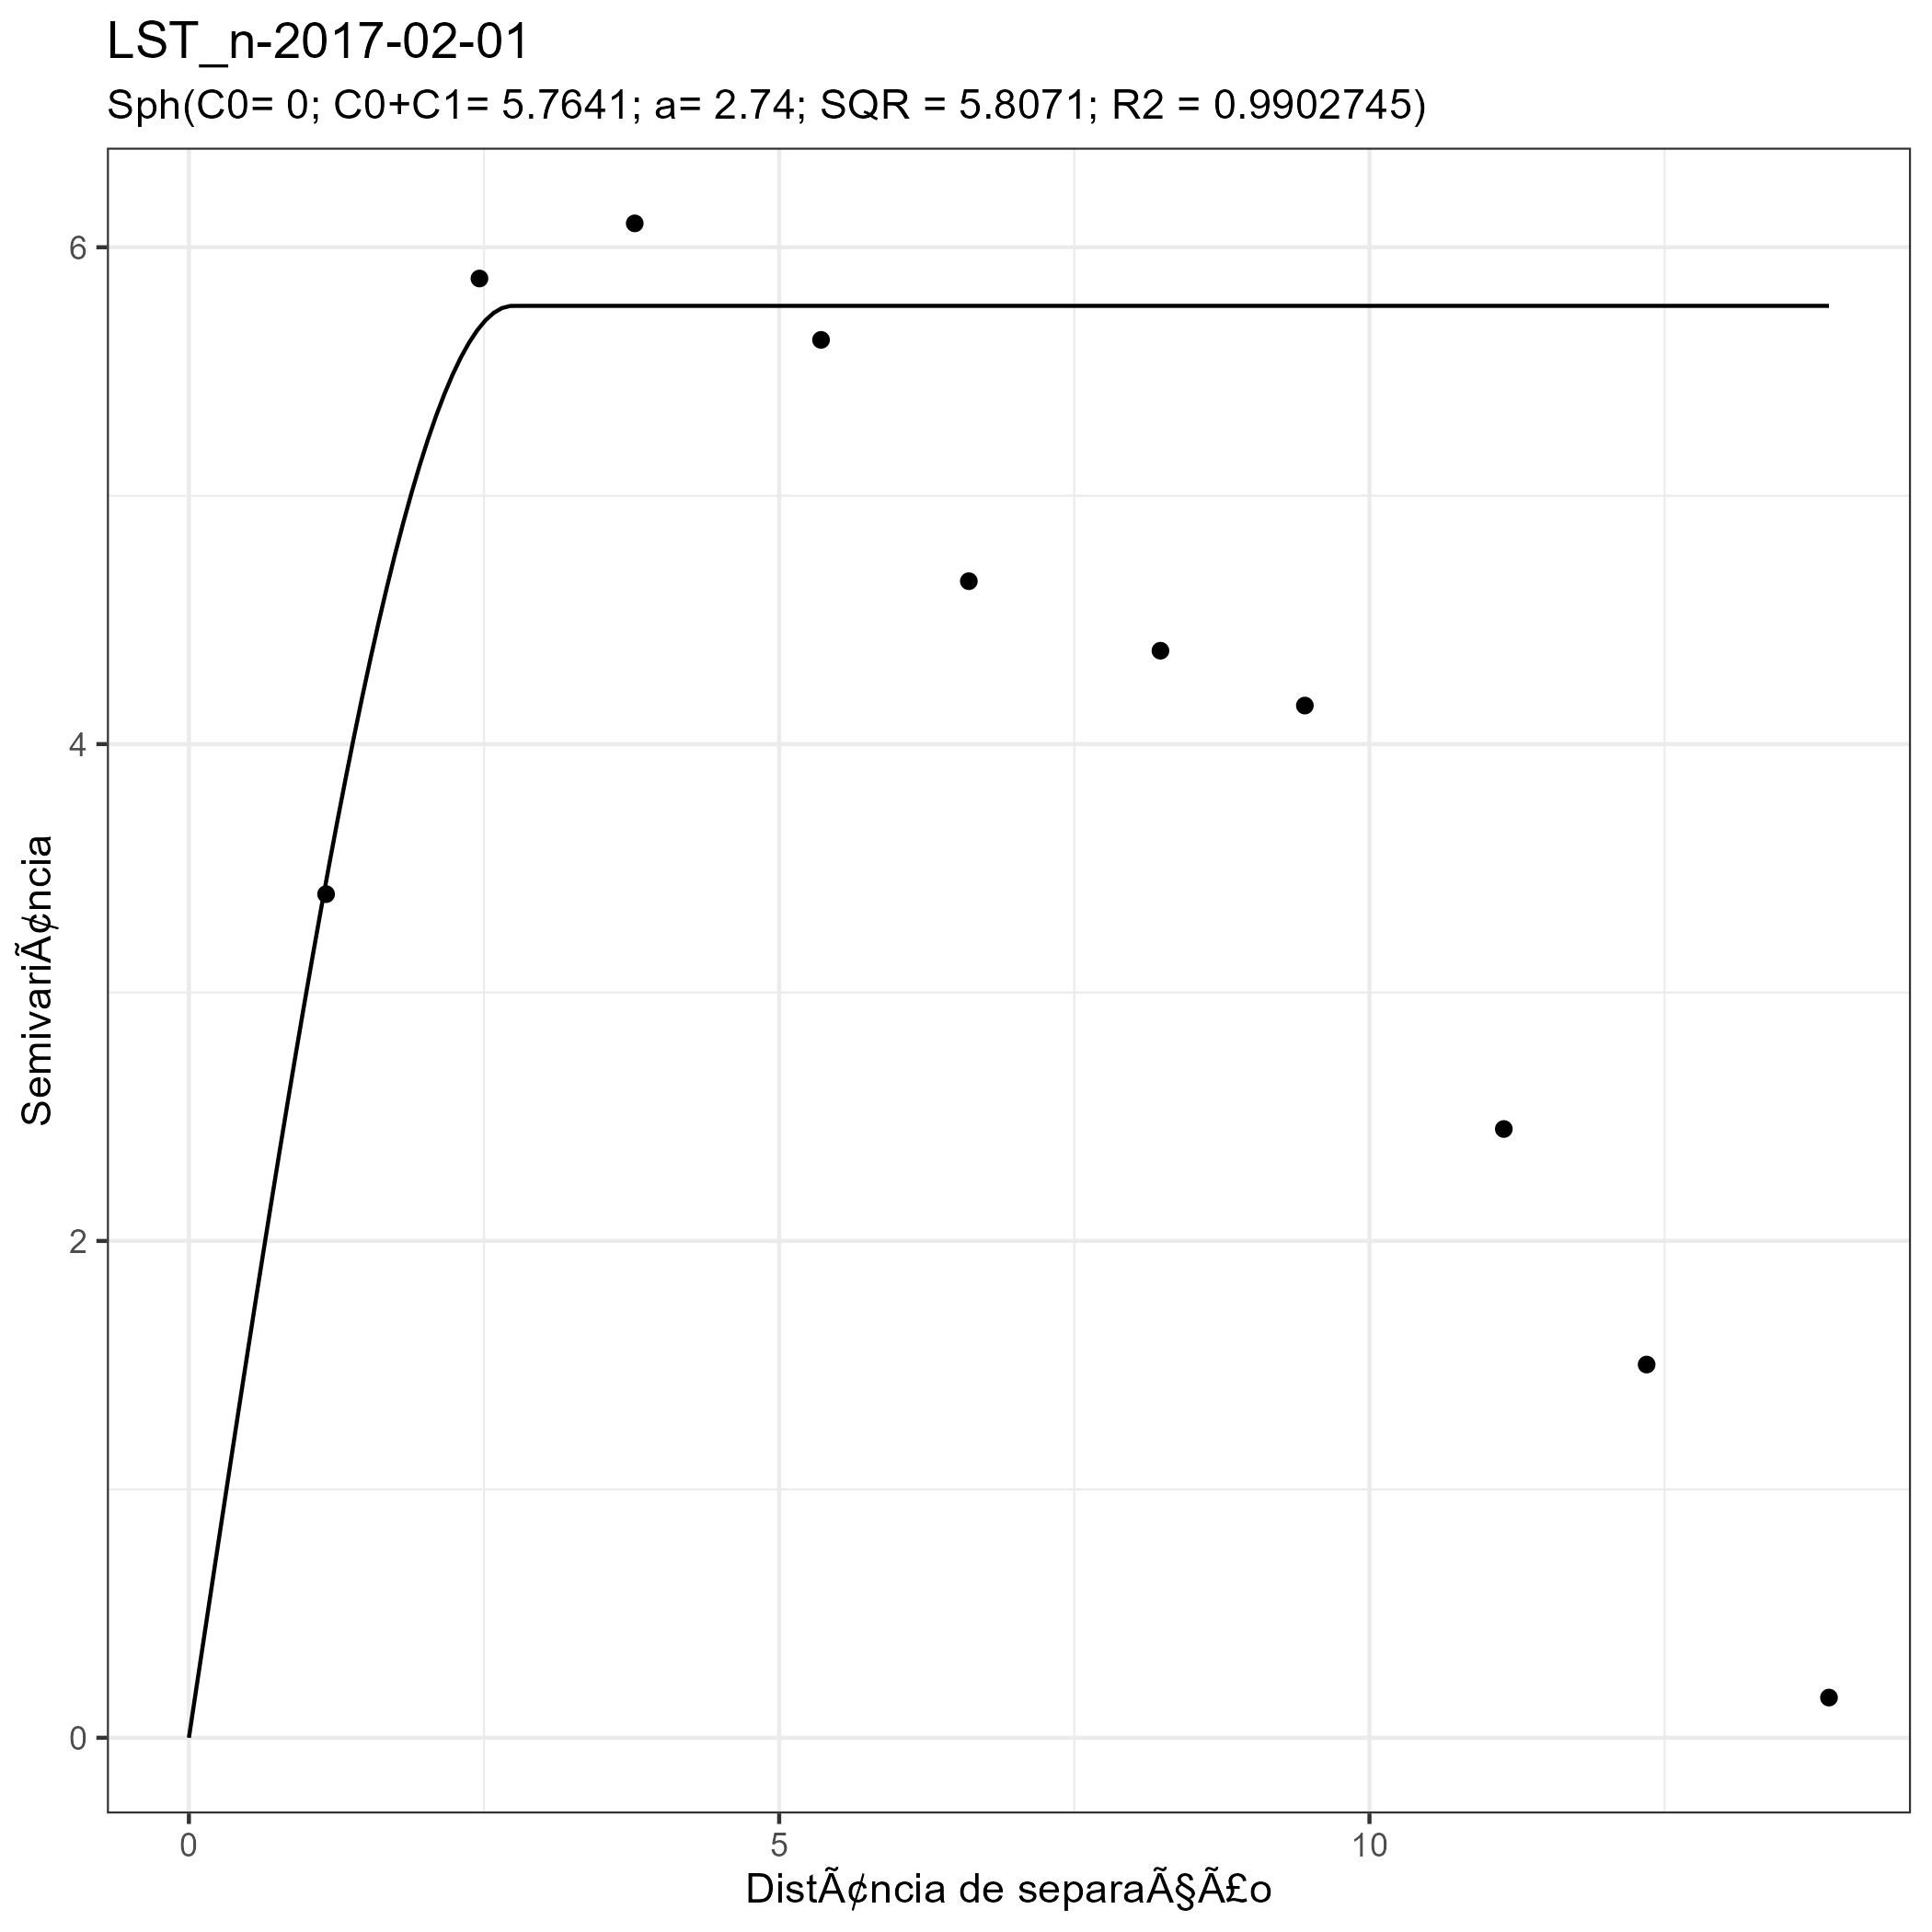 LST_n-2017-02-01
Sph(C0= 0; C0+C1= 5.7641; a= 2.74; SQR = 5.8071; R2 = 0.9902745)
6
4
2
0
SemivariÃ¢ncia
0
5
10
DistÃ¢ncia de separaÃ§Ã£o